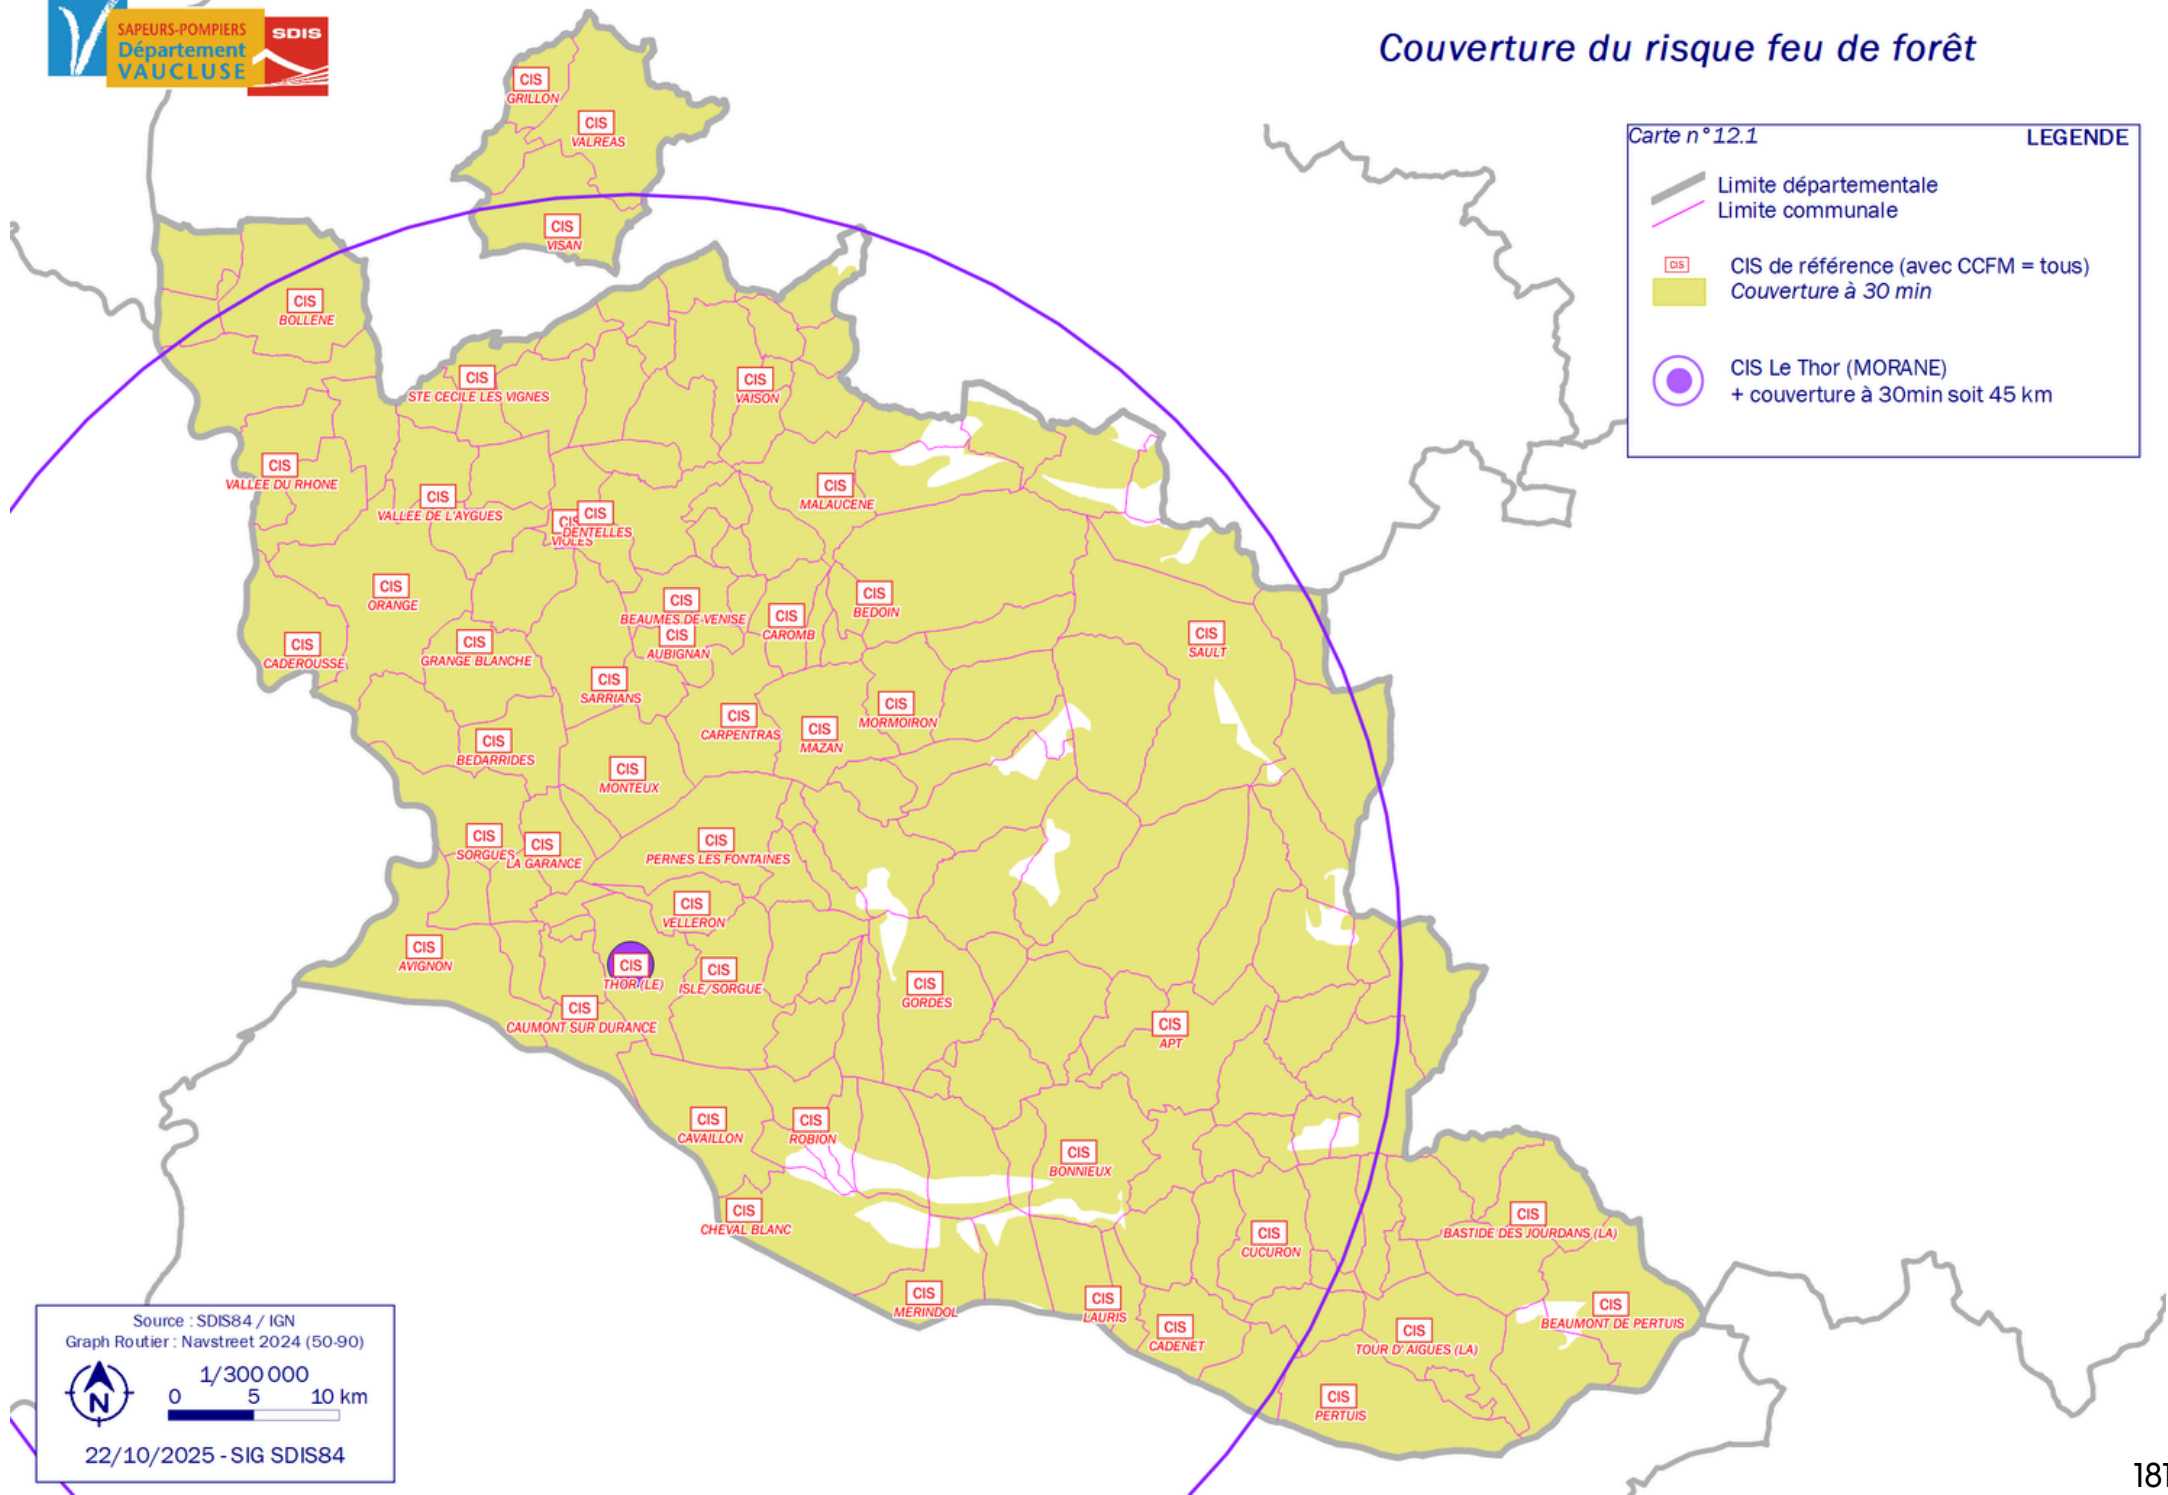 SAPEURS-POMPIERS
Département
VAUCLUSE
SDIS
Couverture du risque feu de forêt
Carte n°12.1
LEGENDE
Limite départementale
Limite communale
CIS
CIS de référence (avec CCFM = tous)
Couverture à 30 min
CIS Le Thor (MORANE)
+ couverture à 30min soit 45 km
CIS
GRILLON
CIS
VALREAS
CIS
VISAN
CIS
BOLLENE
CIS
STE CECILE LES VIGNES
CIS
VAISON
CIS
VALLEE DU RHONE
CIS
VALLEE DE L'AYGUES
CIS
VIOLES
CIS
DENTELLES
CIS
MALAUCENE
CIS
ORANGE
CIS
BEAUMES.DE.VENISE
CIS
AUBIGNAN
CIS
CAROMB
CIS
BEDOIN
CIS
SAULT
CIS
CADEROUSSE
CIS
GRANGE BLANCHE
CIS
SARRIANS
CIS
CARPENTRAS
CIS
MAZAN
CIS
MORMOIRON
CIS
BEDARRIDES
CIS
MONTEUX
CIS
SORGUES
CIS
LA GARANCE
CIS
PERNES LES FONTAINES
CIS
VELLERON
CIS
AVIGNON
CIS
THOR (LE)
CIS
ISLE/SORGUE
CIS
GORDES
CIS
CAUMONT SUR DURANCE
CIS
APT
CIS
CAVAILLON
CIS
ROBION
CIS
BONNIEUX
CIS
CHEVAL BLANC
CIS
CUCURON
CIS
BASTIDE DES JOURDANS (LA)
CIS
MERINDOL
CIS
LAURIS
CIS
CADENET
CIS
TOUR D'AIGUES (LA)
CIS
BEAUMONT DE PERTUIS
CIS
PERTUIS
Source : SDIS84 / IGN
Graph Routier : Navstreet 2024 (50-90)
N
1/300 000
0 5 10 km
22/10/2025 - SIG SDIS84
181